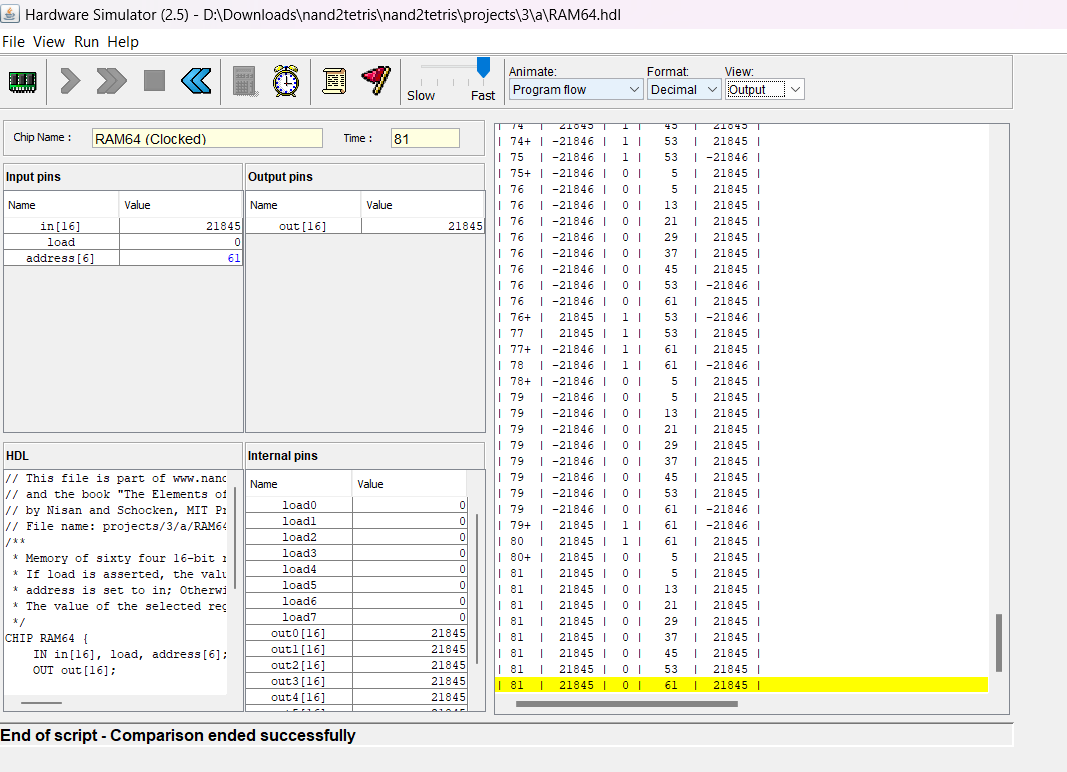 Hardware Simulator (2.5) - D:\Downloads\nand2tetris\nand2tetris\projects\3\a\RAM64.hdl
File View Run Help
Slow Fast
Animate: Format: View:
Program flow Decimal Output
Chip Name : RAM64 (Clocked) Time : 81
Input pins
Name Value
in[16] 21845
load 0
address[6] 61
Output pins
Name Value
out[16] 21845
HDL
// This file is part of www.nand
// and the book "The Elements of
// by Nisan and Schocken, MIT Pr
// File name: projects/3/a/RAM64
/**
* Memory of sixty four 16-bit r
* If load is asserted, the valu
* address is set to in; Otherwi
* The value of the selected reg
*/
CHIP RAM64 {
IN in[16], load, address[6];
OUT out[16];
Internal pins
Name Value
load0 0
load1 0
load2 0
load3 0
load4 0
load5 0
load6 0
load7 0
out0[16] 21845
out1[16] 21845
out2[16] 21845
out3[16] 21845
out4[16] 21845
| 74 | 21845 | 1 | 45 | 21845 |
| 74+ | -21846 | 1 | 53 | 21845 |
| 75 | -21846 | 1 | 53 | -21846 |
| 75+ | -21846 | 0 | 5 | 21845 |
| 76 | -21846 | 0 | 5 | 21845 |
| 76 | -21846 | 0 | 13 | 21845 |
| 76 | -21846 | 0 | 21 | 21845 |
| 76 | -21846 | 0 | 29 | 21845 |
| 76 | -21846 | 0 | 37 | 21845 |
| 76 | -21846 | 0 | 45 | 21845 |
| 76 | -21846 | 0 | 53 | -21846 |
| 76 | -21846 | 0 | 61 | 21845 |
| 76+ | 21845 | 1 | 53 | -21846 |
| 77 | 21845 | 1 | 53 | 21845 |
| 77+ | -21846 | 1 | 61 | 21845 |
| 78 | -21846 | 1 | 61 | -21846 |
| 78+ | -21846 | 0 | 5 | 21845 |
| 79 | -21846 | 0 | 5 | 21845 |
| 79 | -21846 | 0 | 13 | 21845 |
| 79 | -21846 | 0 | 21 | 21845 |
| 79 | -21846 | 0 | 29 | 21845 |
| 79 | -21846 | 0 | 37 | 21845 |
| 79 | -21846 | 0 | 45 | 21845 |
| 79 | -21846 | 0 | 53 | 21845 |
| 79 | -21846 | 0 | 61 | -21846 |
| 79+ | 21845 | 1 | 61 | -21846 |
| 80 | 21845 | 1 | 61 | 21845 |
| 80+ | 21845 | 0 | 5 | 21845 |
| 81 | 21845 | 0 | 5 | 21845 |
| 81 | 21845 | 0 | 13 | 21845 |
| 81 | 21845 | 0 | 21 | 21845 |
| 81 | 21845 | 0 | 29 | 21845 |
| 81 | 21845 | 0 | 37 | 21845 |
| 81 | 21845 | 0 | 45 | 21845 |
| 81 | 21845 | 0 | 53 | 21845 |
| 81 | 21845 | 0 | 61 | 21845 |
End of script - Comparison ended successfully